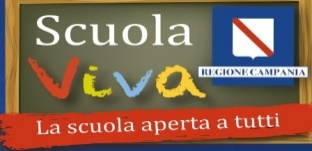 Scuola
Viva
REGIONE CAMPANIA
La scuola aperta a tutti